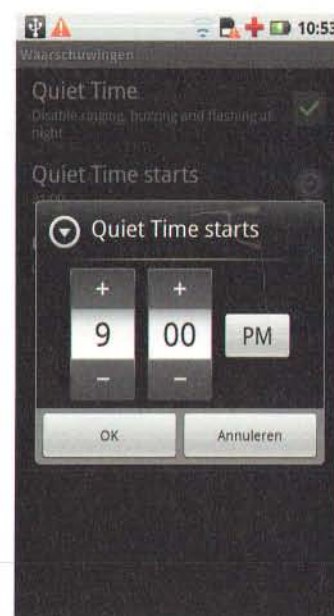 10:53
Waarschuwingen
Quiet Time
Disable ringing, buzzing and flashing at
night
Quiet Time starts
Quiet Time starts
+ +
9 00 PM
- -
OK Annuleren